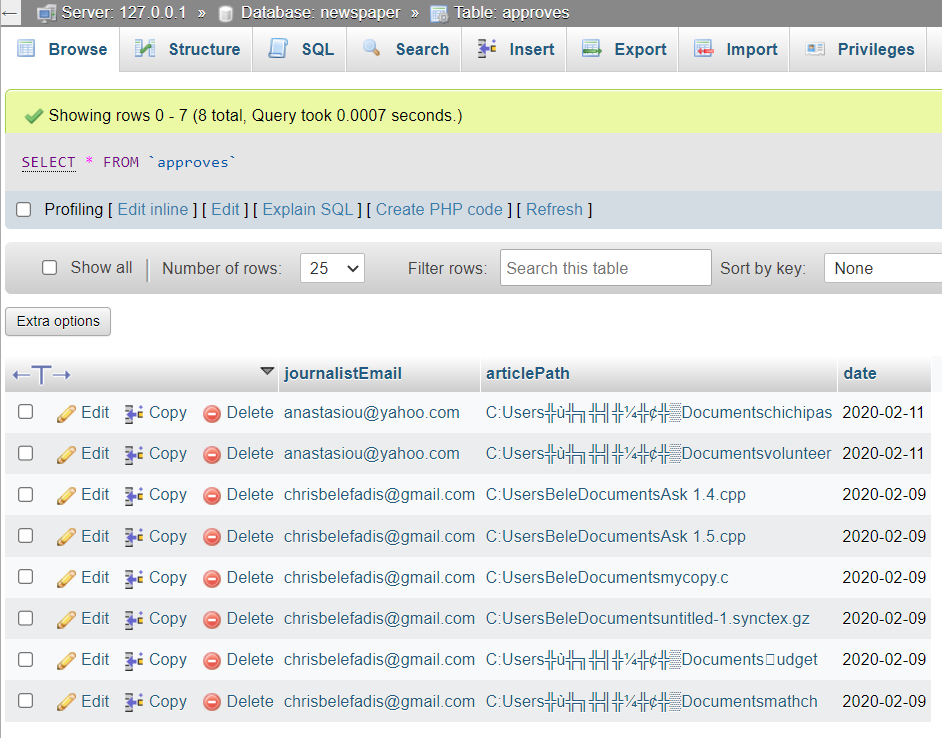 Server: 127.0.0.1 » Database: newspaper » Table: approves
Browse Structure SQL Search Insert Export Import Privileges
Showing rows 0 - 7 (8 total, Query took 0.0007 seconds.)
SELECT * FROM `approves`
Profiling [ Edit inline ] [ Edit ] [ Explain SQL ] [ Create PHP code ] [ Refresh ]
Show all Number of rows: 25 Filter rows: Search this table Sort by key: None
Extra options
←T→ journalistEmail articlePath date
Edit Copy Delete anastasiou@yahoo.com C:Users╬ù╬╗╬╣╬¼╬¢╬▒Documentschichipas 2020-02-11
Edit Copy Delete anastasiou@yahoo.com C:Users╬ù╬╗╬╣╬¼╬¢╬▒Documentsvolunteer 2020-02-11
Edit Copy Delete chrisbelefadis@gmail.com C:UsersBeleDocumentsAsk 1.4.cpp 2020-02-09
Edit Copy Delete chrisbelefadis@gmail.com C:UsersBeleDocumentsAsk 1.5.cpp 2020-02-09
Edit Copy Delete chrisbelefadis@gmail.com C:UsersBeleDocumentsmycopy.c 2020-02-09
Edit Copy Delete chrisbelefadis@gmail.com C:UsersBeleDocumentsuntitled-1.synctex.gz 2020-02-09
Edit Copy Delete chrisbelefadis@gmail.com C:Users╬ù╬╗╬╣╬¼╬¢╬▒Documents□udget 2020-02-09
Edit Copy Delete chrisbelefadis@gmail.com C:Users╬ù╬╗╬╣╬¼╬¢╬▒Documentsmathch 2020-02-09